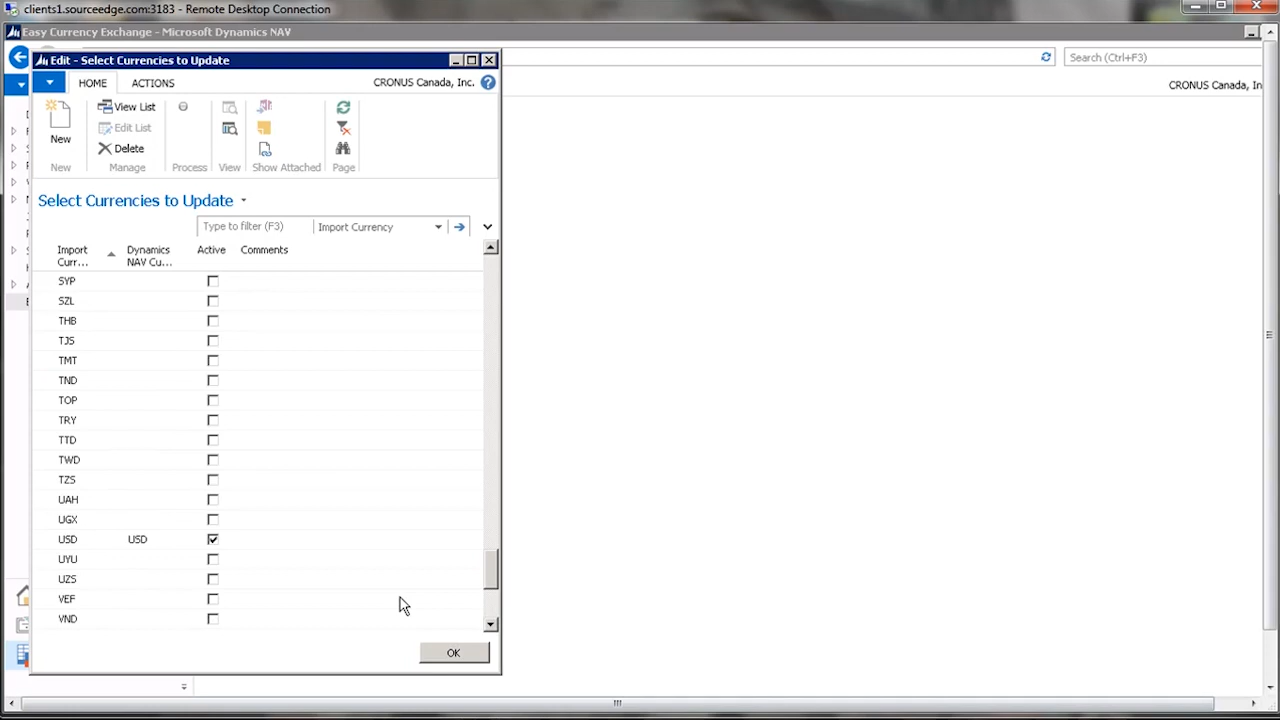 clients1.sourceedge.com:3183 - Remote Desktop Connection
Easy Currency Exchange - Microsoft Dynamics NAV
Search (Ctrl+F3)
CRONUS Canada, In
Edit - Select Currencies to Update
HOME ACTIONS CRONUS Canada, Inc.
New
View List
Edit List
Delete
New Manage Process View Show Attached Page
Select Currencies to Update
Type to filter (F3) Import Currency
Import Curr... Dynamics NAV Cu... Active Comments
SYP
SZL
THB
TJS
TMT
TND
TOP
TRY
TTD
TWD
TZS
UAH
UGX
USD USD
UYU
UZS
VEF
VND
OK